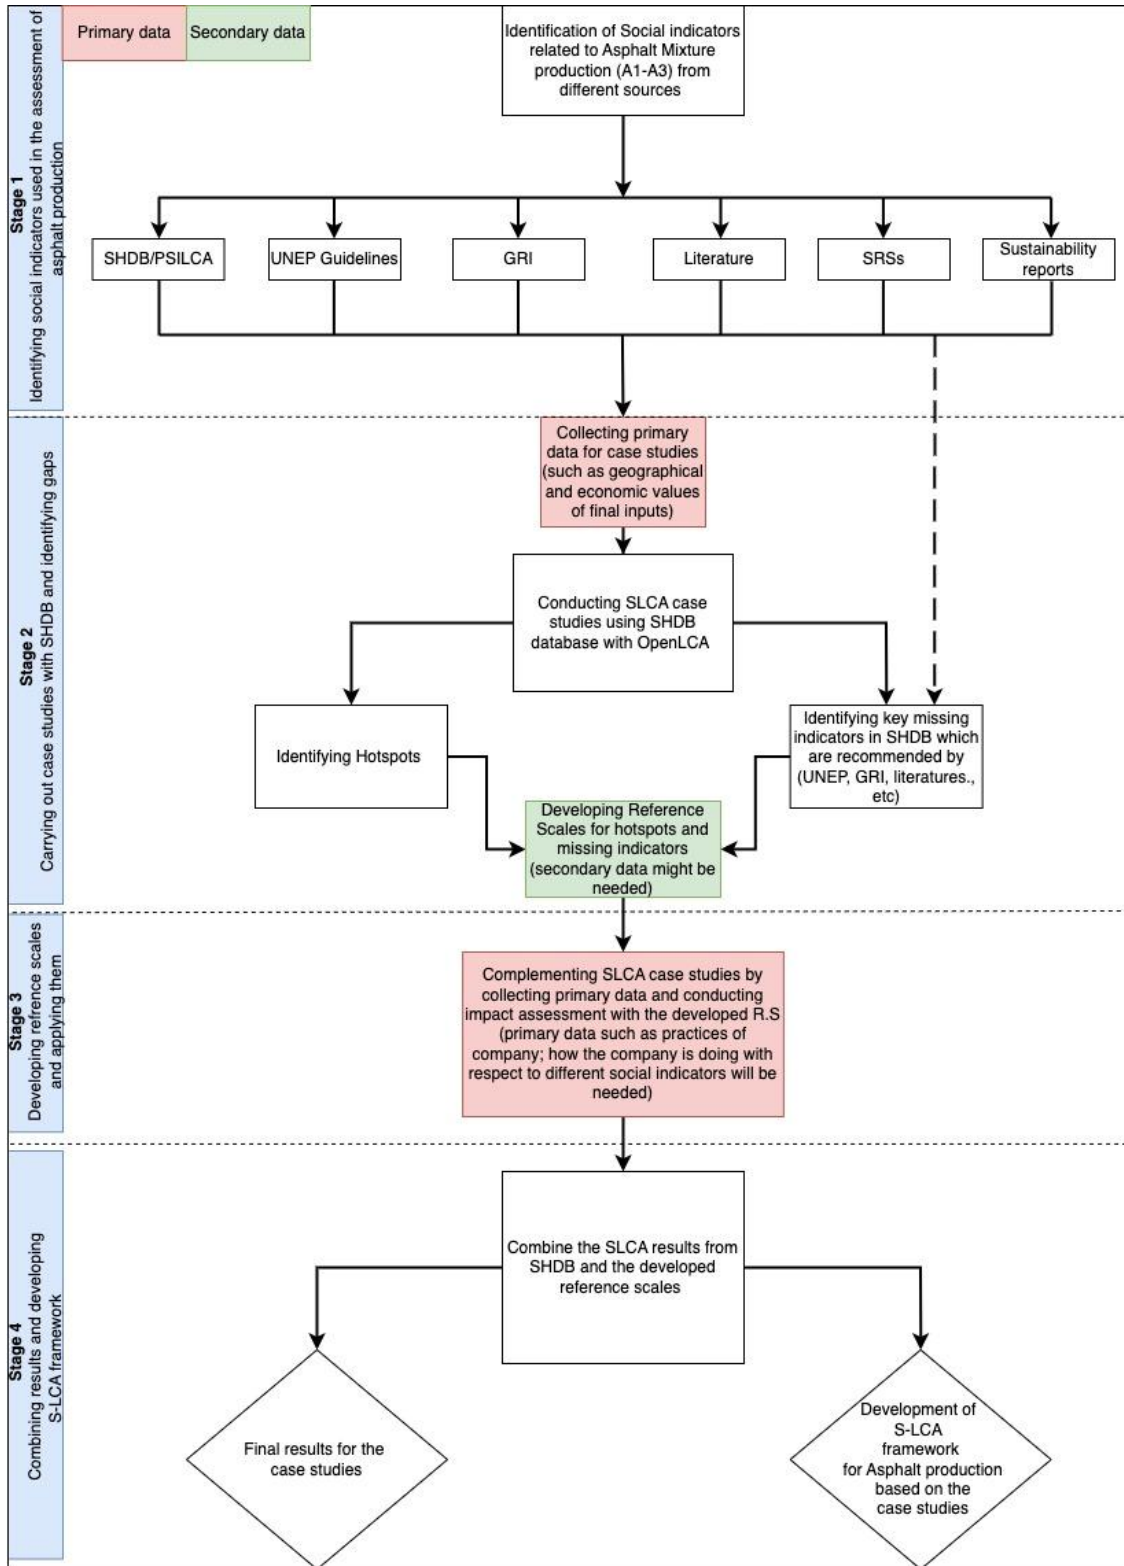 Primary data
Secondary data
Identification of Social indicators
related to Asphalt Mixture
production (A1-A3) from
different sources
Stage 1
Identifying social indicators used in the assessment of
asphalt production
SHDB/PSILCA
UNEP Guidelines
GRI
Literature
SRSs
Sustainability
reports
Stage 2
Carrying out case studies with SHDB and identifying gaps
Collecting primary
data for case studies
(such as geographical
and economic values
of final inputs)
Conducting SLCA case
studies using SHDB
database with OpenLCA
Identifying Hotspots
Identifying key missing
indicators in SHDB which
are recommended by
(UNEP, GRI, literatures.,
etc)
Developing Reference
Scales for hotspots and
missing indicators
(secondary data might be
needed)
Stage 3
Developing refrence scales
and applying them
Complementing SLCA case studies by
collecting primary data and conducting
impact assessment with the developed R.S
(primary data such as practices of
company; how the company is doing with
respect to different social indicators will be
needed)
Stage 4
Combining results and developing
S-LCA framework
Combine the SLCA results from
SHDB and the developed
reference scales
Final results for the
case studies
Development of
S-LCA
framework
for Asphalt production
based on the
case studies